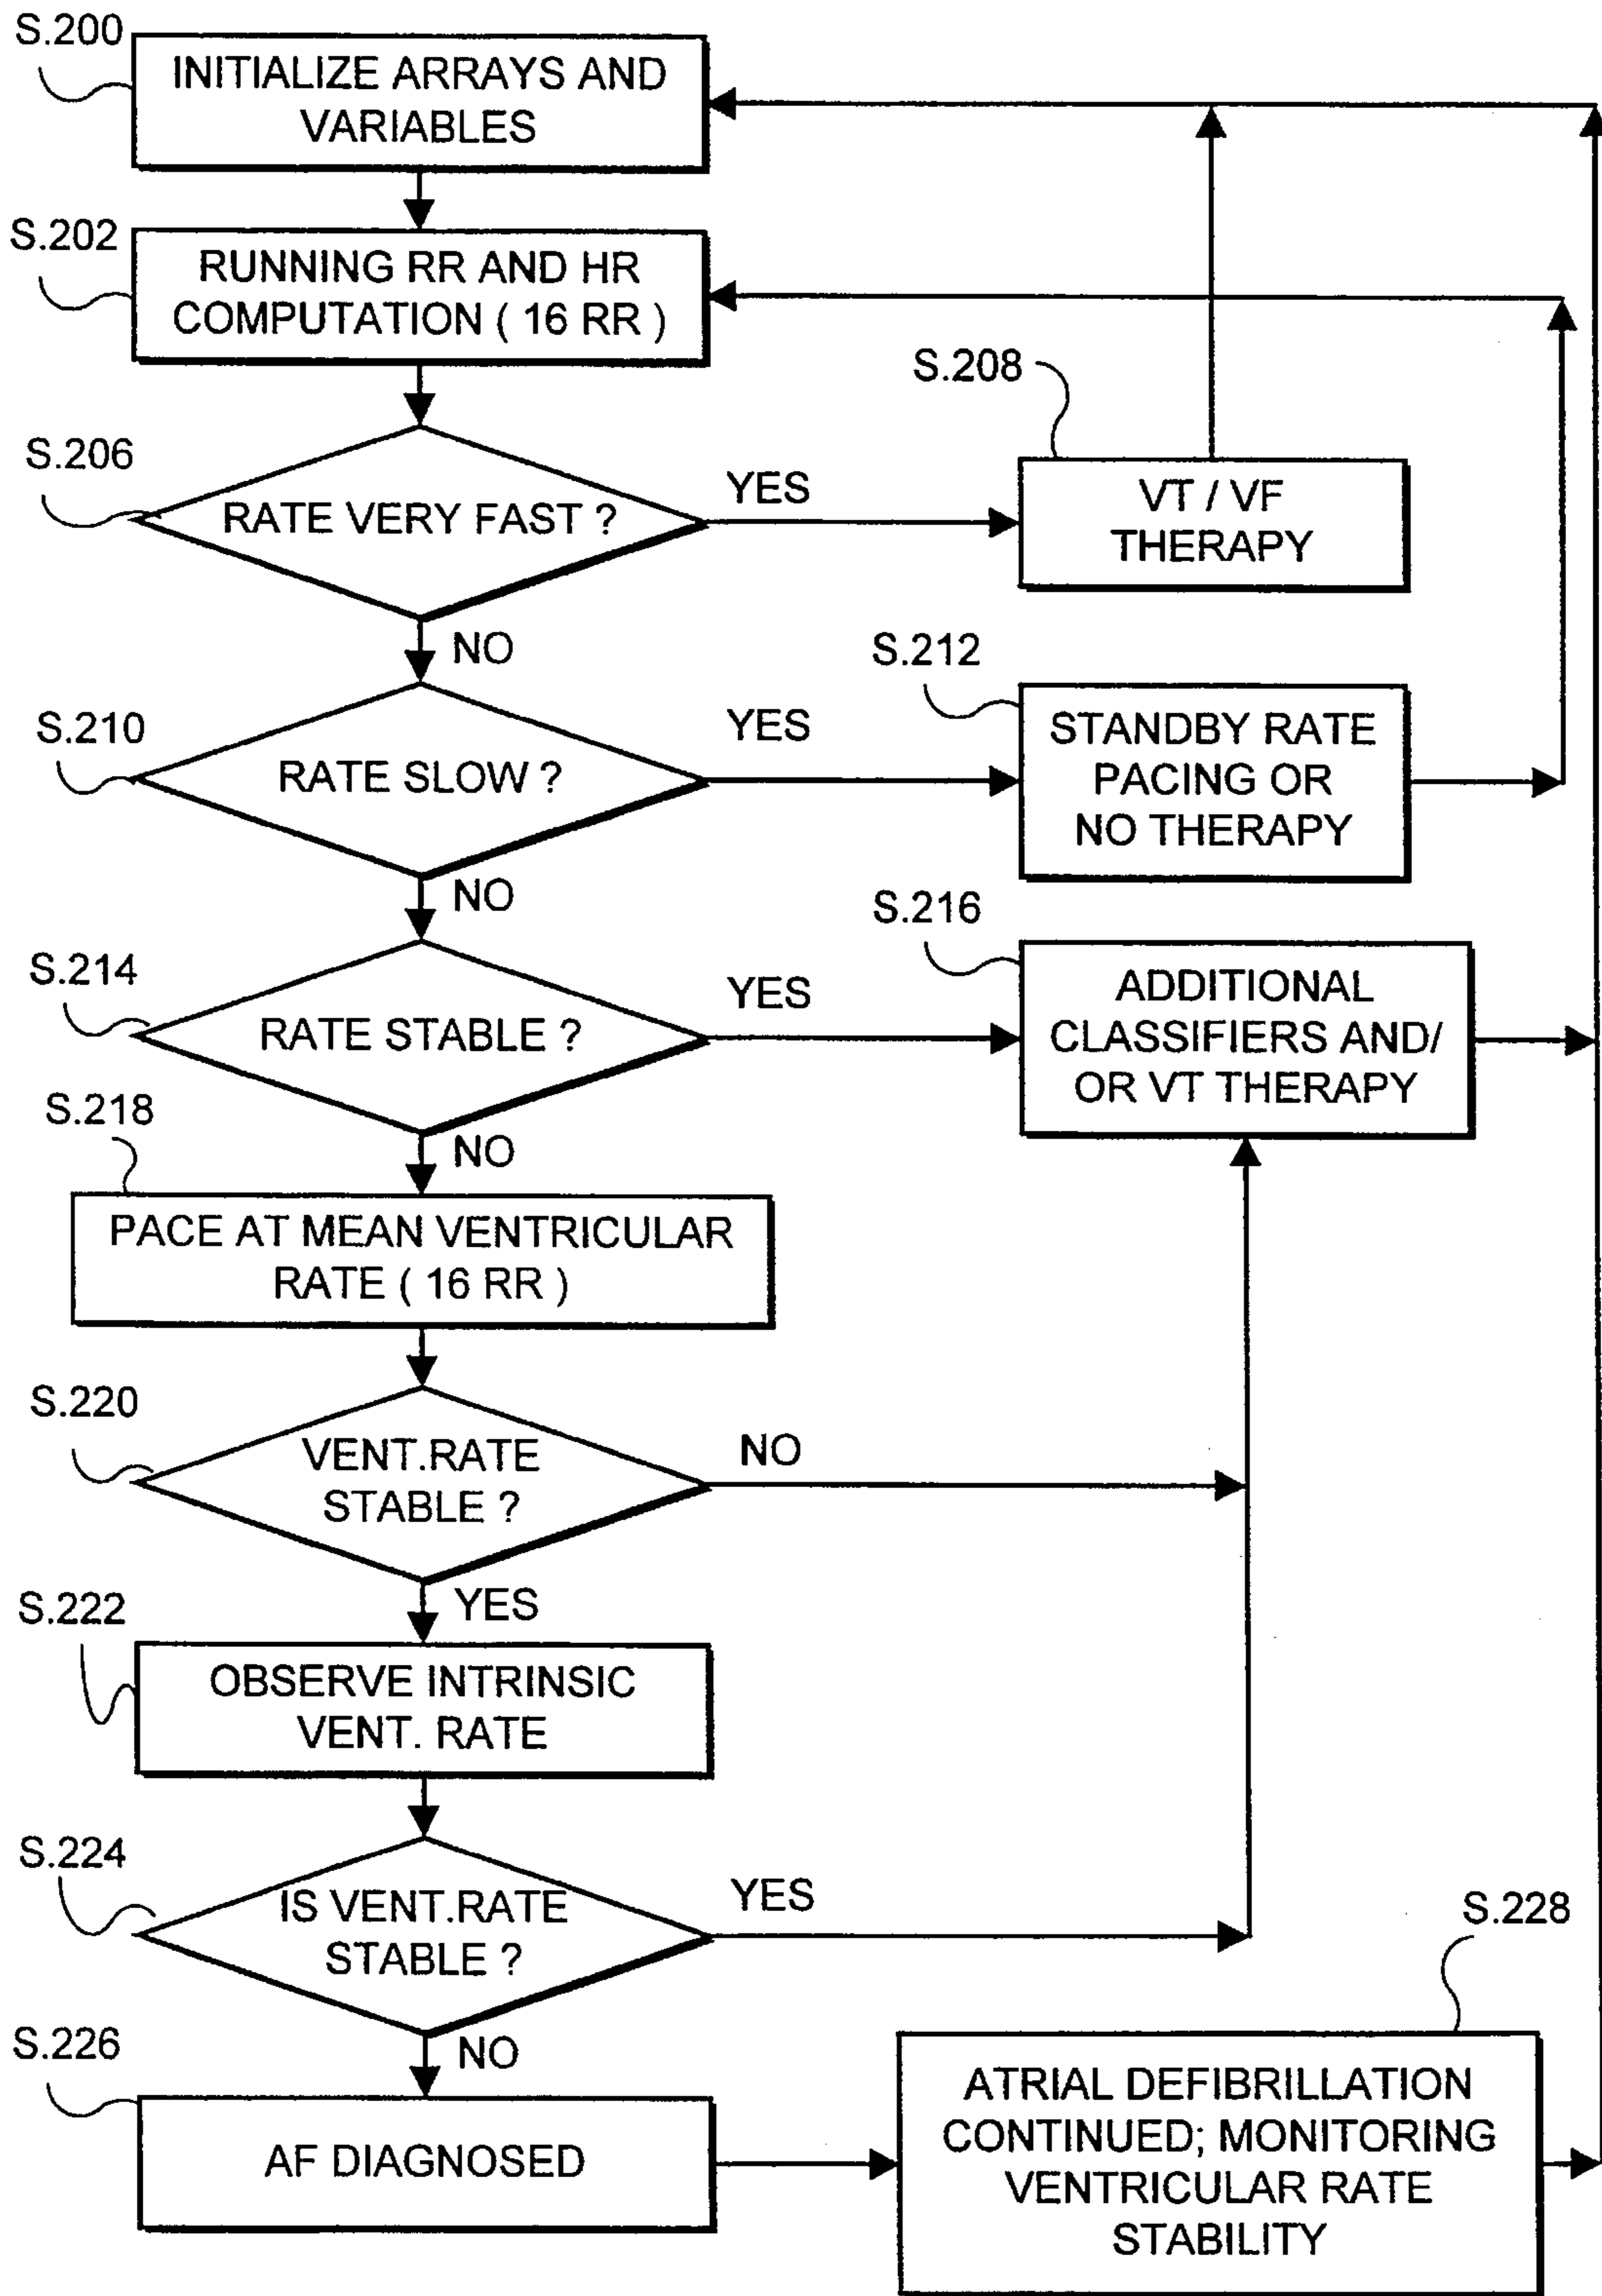 S.200
INITIALIZE ARRAYS AND
VARIABLES
S.202
RUNNING RR AND HR
COMPUTATION ( 16 RR )
S.206
RATE VERY FAST ?
YES
S.208
VT / VF
THERAPY
NO
S.210
RATE SLOW ?
YES
S.212
STANDBY RATE
PACING OR
NO THERAPY
NO
S.214
RATE STABLE ?
YES
S.216
ADDITIONAL
CLASSIFIERS AND/
OR VT THERAPY
NO
S.218
PACE AT MEAN VENTRICULAR
RATE ( 16 RR )
S.220
VENT.RATE
STABLE ?
NO
YES
S.222
OBSERVE INTRINSIC
VENT. RATE
S.224
IS VENT.RATE
STABLE ?
YES
NO
S.226
AF DIAGNOSED
S.228
ATRIAL DEFIBRILLATION
CONTINUED; MONITORING
VENTRICULAR RATE
STABILITY